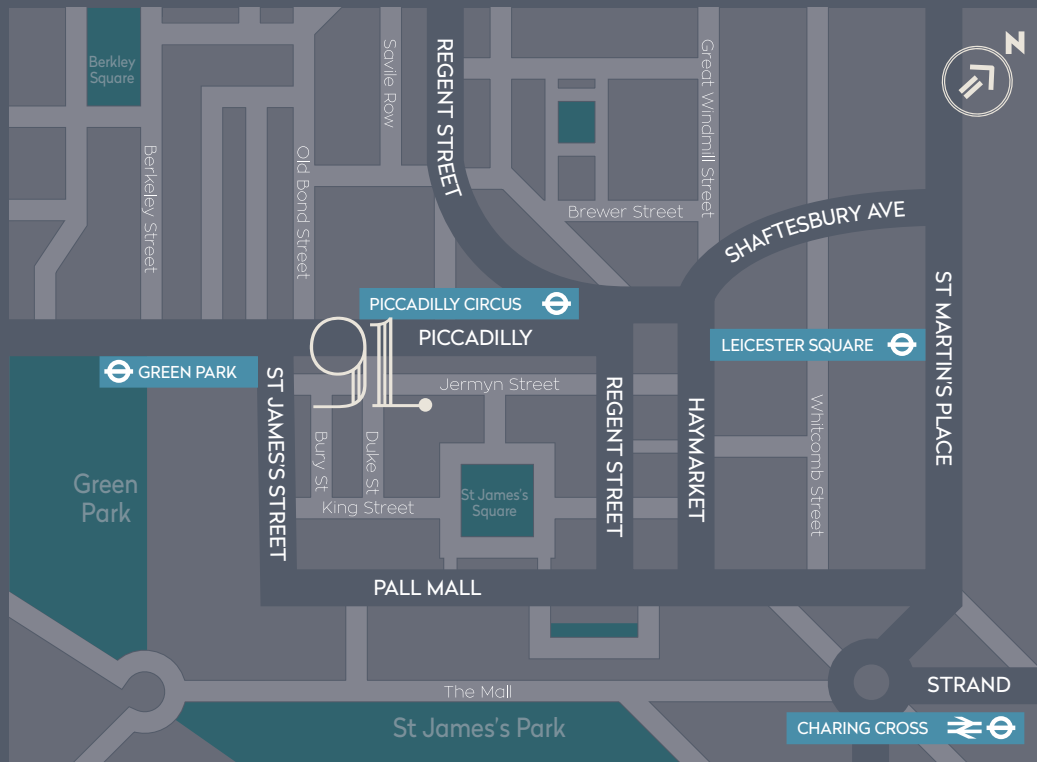 Berkley
Square
Savile Row
REGENT STREET
Great Windmill Street
N
Berkeley Street
Old Bond Street
Brewer Street
SHAFTESBURY AVE
PICCADILLY CIRCUS
91
PICCADILLY
LEICESTER SQUARE
ST MARTIN'S PLACE
GREEN PARK
ST JAMES'S STREET
Jermyn Street
REGENT STREET
HAYMARKET
Whitcomb Street
Bury St
Duke St
Green
Park
St James's
Square
King Street
PALL MALL
The Mall
STRAND
St James's Park
CHARING CROSS